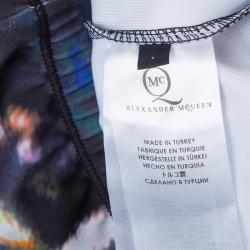 L
McQ
ALEXANDER McQUEEN
MADE IN TURKEY
FABRIQUE EN TURQUIE
HERGESTELLT IN TÜRKEI
HECHO EN TURQUIA
トルコ製
СДЕЛАНО В ТУРЦИИ